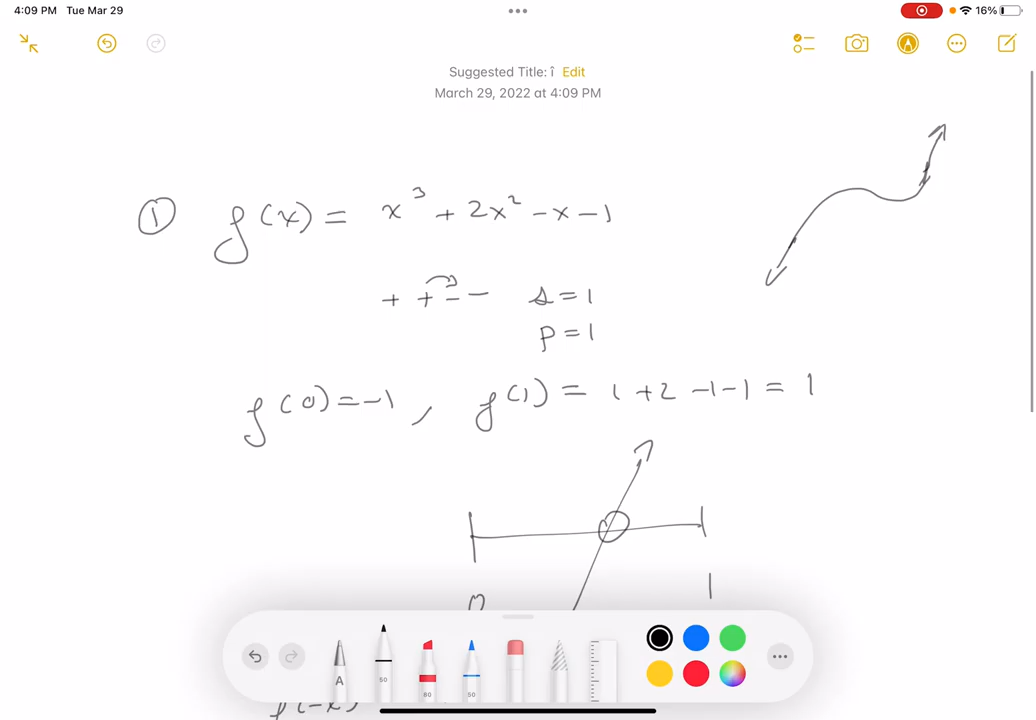 4:09 PM Tue Mar 29
16%
Suggested Title: î Edit
March 29, 2022 at 4:09 PM
① f(x) = x³ + 2x² - x - 1
+ + - - s = 1
p = 1
f(0) = -1, f(1) = 1 + 2 - 1 - 1 = 1
0 1
A 50 80 50
f(-x)